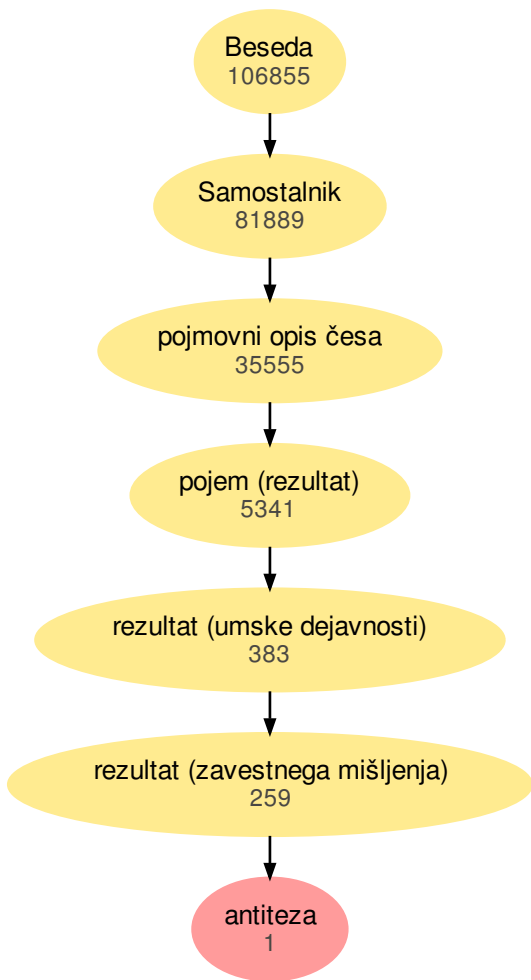 Beseda
106855
Samostalnik
81889
pojmovni opis česa
35555
pojem (rezultat)
5341
rezultat (umske dejavnosti)
383
rezultat (zavestnega mišljenja)
259
antiteza
1